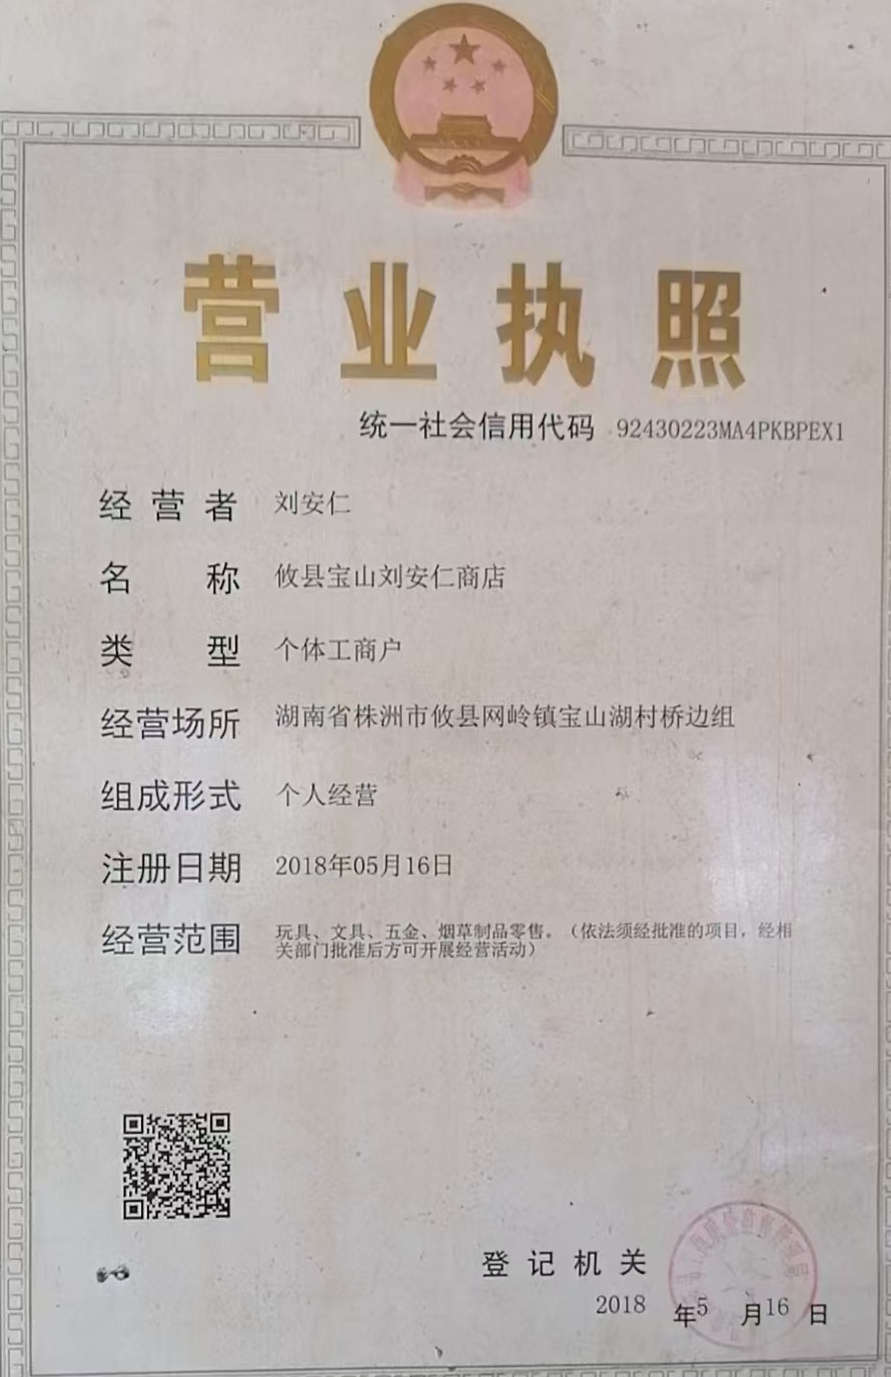 营业执照
统一社会信用代码 92430223MA4PKBPEX1
经营者 刘安仁
名称 攸县宝山刘安仁商店
类型 个体工商户
经营场所 湖南省株洲市攸县网岭镇宝山湖村桥边组
组成形式 个人经营
注册日期 2018年05月16日
经营范围 玩具、文具、五金、烟草制品零售。（依法须经批准的项目，经相
关部门批准后方可开展经营活动）
登记机关
2018 年5 月16 日